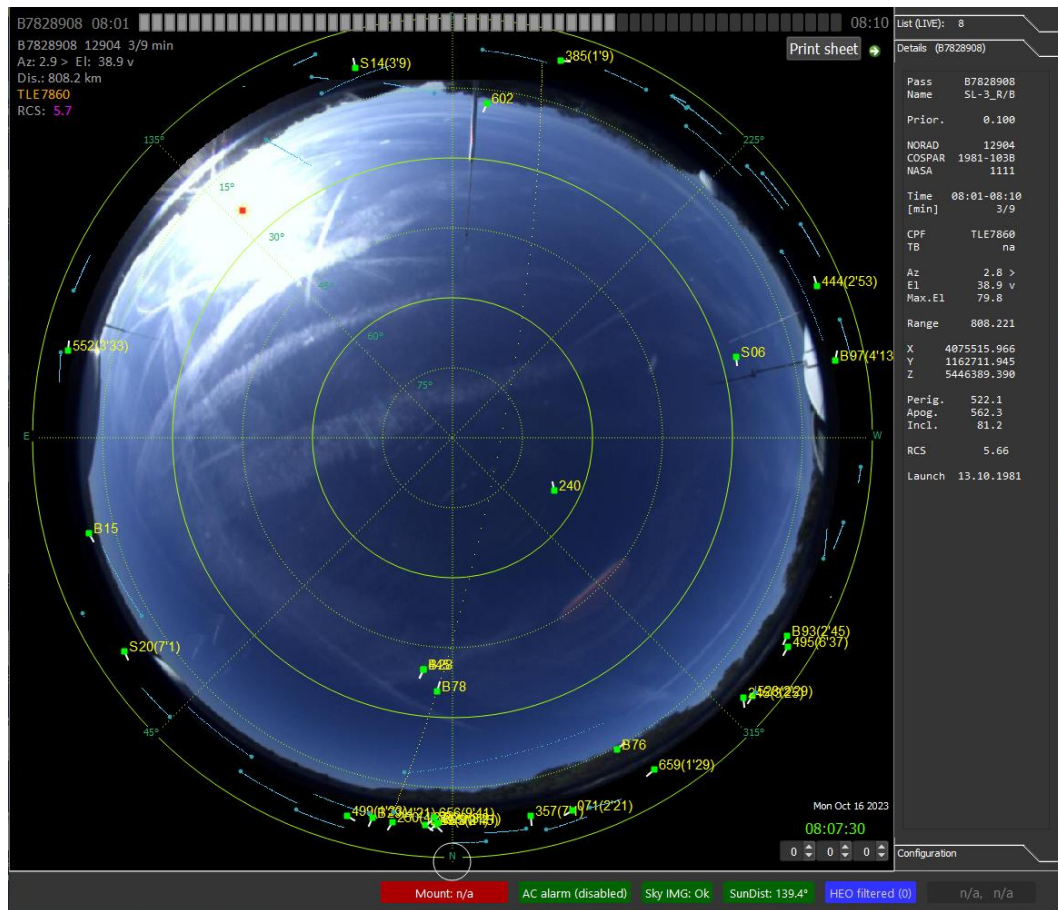 B7828908 08:01
08:10
B7828908 12904 3/9 min
Az: 2.9 > El: 38.9 v
Dis.: 808.2 km
TLE7860
RCS: 5.7
Print sheet
S14(3'9)
385(1'9)
602
135°
225°
15°
30°
45°
60°
75°
444(2'53)
552(3'33)
S06
B97(4'13
E
W
240
B15
B93(2'45)
495(6'37)
S20(7'1)
B78
B76
45°
315°
659(1'29)
071(2'21)
656(9'41)
N
Mon Oct 16 2023
08:07:30
0 0 0
List (LIVE): 8
Details (B7828908)
Pass B7828908
Name SL-3_R/B
Prior. 0.100
NORAD 12904
COSPAR 1981-103B
NASA 1111
Time 08:01-08:10
[min] 3/9
CPF TLE7860
TB na
Az 2.8 >
El 38.9 v
Max.El 79.8
Range 808.221
X 4075515.966
Y 1162711.945
Z 5446389.390
Perig. 522.1
Apog. 562.3
Incl. 81.2
RCS 5.66
Launch 13.10.1981
Configuration
Mount: n/a
AC alarm (disabled)
Sky IMG: Ok
SunDist: 139.4°
HEO filtered (0)
n/a, n/a